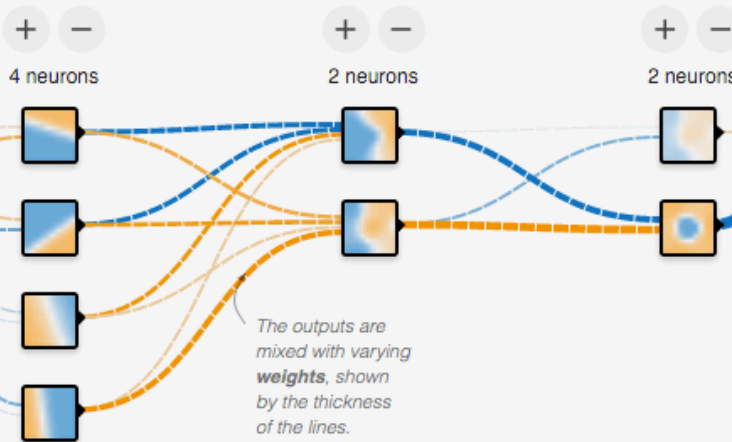 4 neurons
2 neurons
2 neurons
The outputs are
mixed with varying
weights, shown
by the thickness
of the lines.